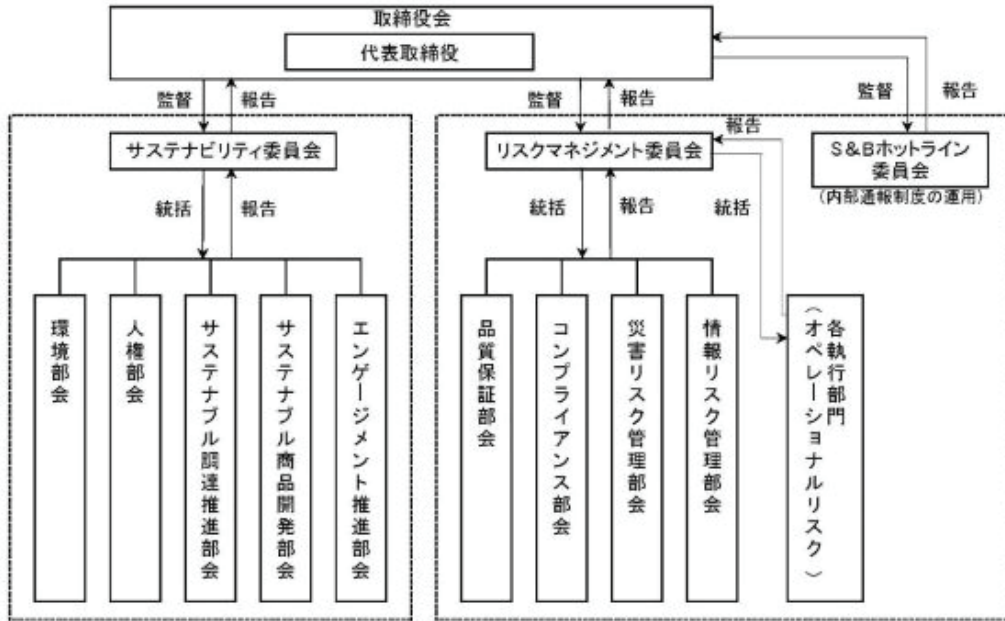 取締役会
代表取締役
監督
報告
監督
報告
監督
報告
サステナビリティ委員会
リスクマネジメント委員会
報告
S&Bホットライン
委員会
(内部通報制度の運用)
統括
報告
統括
報告
統括
環境部会
人権部会
サステナブル調達推進部会
サステナブル商品開発部会
エンゲージメント推進部会
品質保証部会
コンプライアンス部会
災害リスク管理部会
情報リスク管理部会
各執行部門
(オペレーショナルリスク)